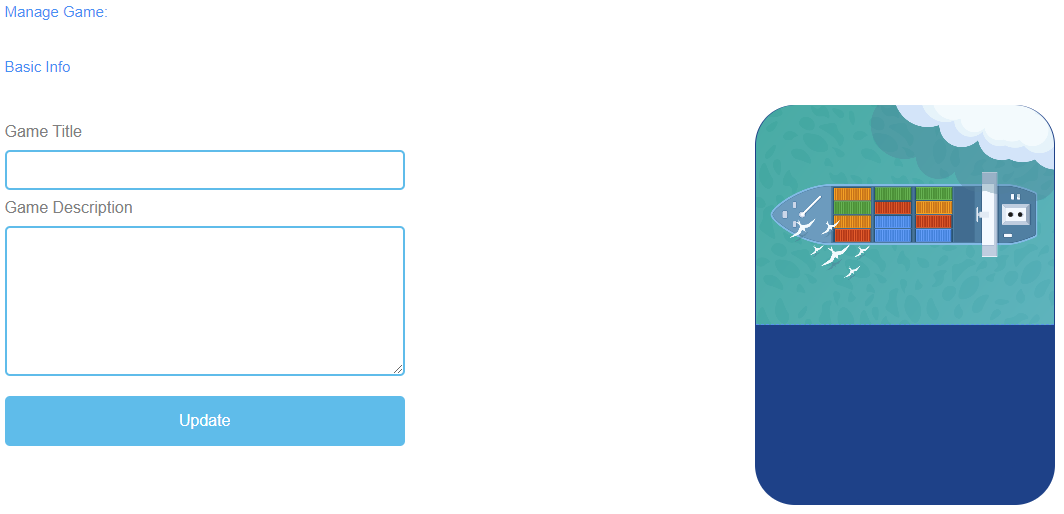 Manage Game:
Basic Info
Game Title
Game Description
Update